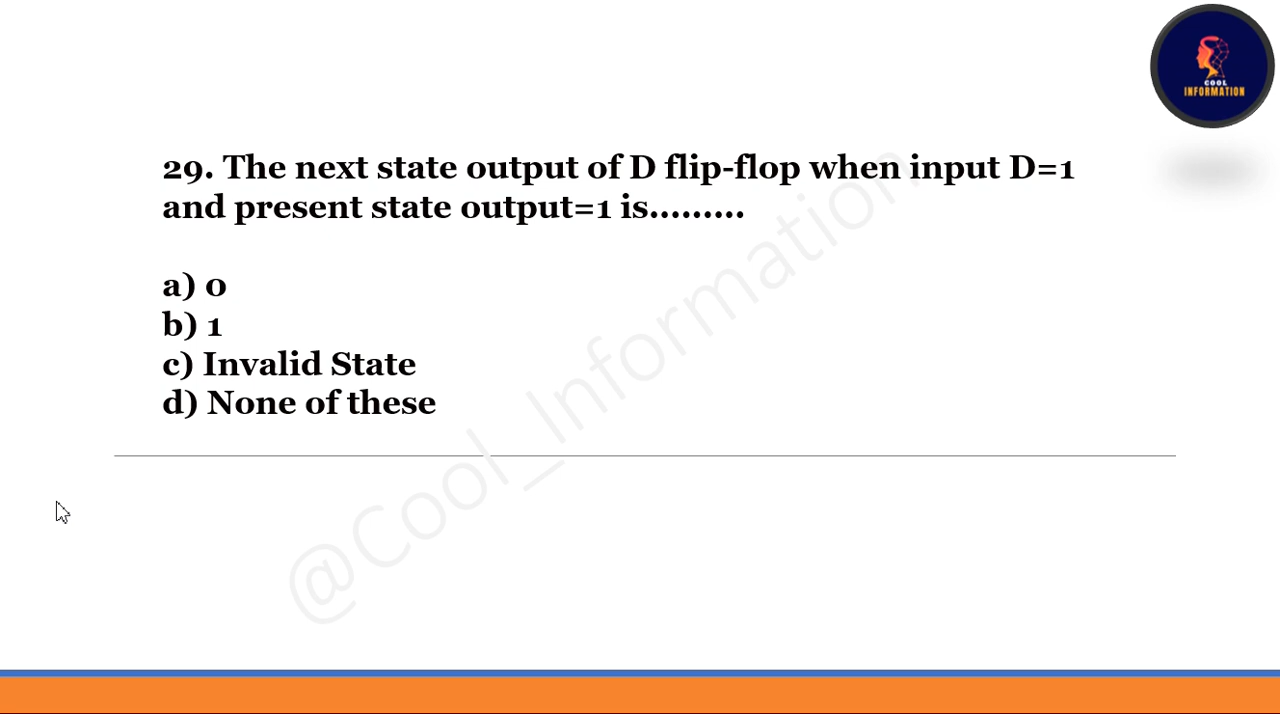 COOL
INFORMATION
29. The next state output of D flip-flop when input D=1
and present state output=1 is.........
a) 0
b) 1
c) Invalid State
d) None of these
@Cool_Information